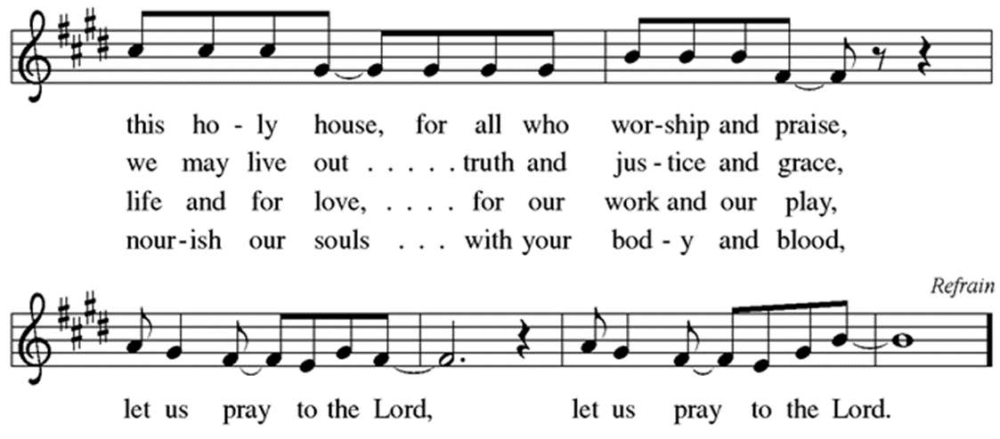 this ho - ly house, for all who wor-ship and praise,
we may live out . . . . . truth and jus - tice and grace,
life and for love, . . . . for our work and our play,
nour-ish our souls . . . with your bod - y and blood,
Refrain
let us pray to the Lord, let us pray to the Lord.